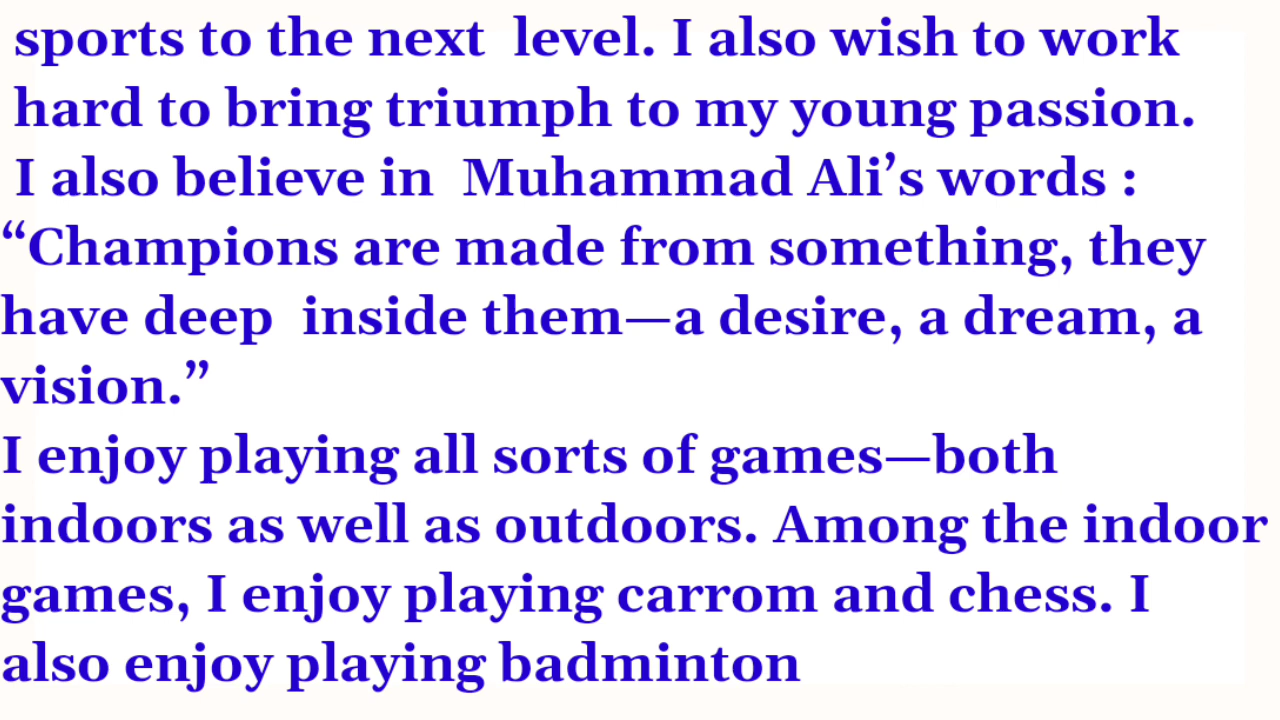 sports to the next level. I also wish to work
hard to bring triumph to my young passion.
I also believe in Muhammad Ali’s words :
“Champions are made from something, they
have deep inside them—a desire, a dream, a
vision.”
I enjoy playing all sorts of games—both
indoors as well as outdoors. Among the indoor
games, I enjoy playing carrom and chess. I
also enjoy playing badminton